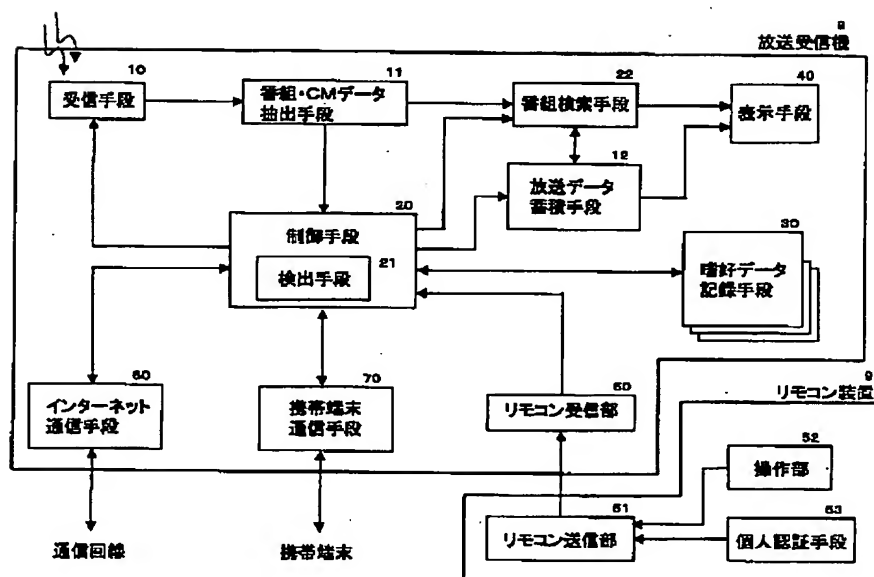 8
放送受信機
10
受信手段
11
番組・CMデータ
抽出手段
22
番組検索手段
40
表示手段
12
放送データ
蓄積手段
20
制御手段
21
検出手段
30
嗜好データ
記録手段
60
インターネット
通信手段
70
携帯端末
通信手段
50
リモコン受信部
9
リモコン装置
52
操作部
51
リモコン送信部
53
個人認証手段
通信回線
携帯端末